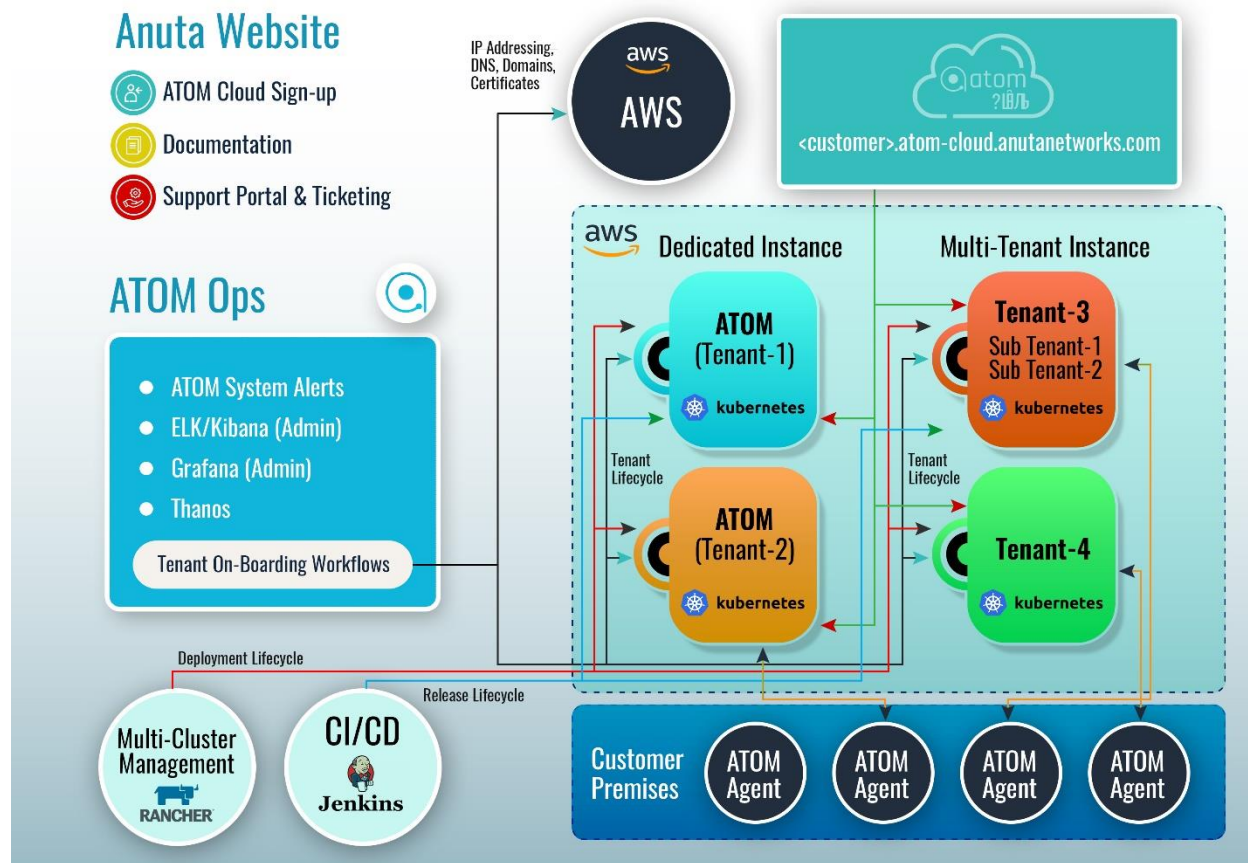 Anuta Website
ATOM Cloud Sign-up
Documentation
Support Portal & Ticketing
IP Addressing,
DNS, Domains,
Certificates
aws
AWS
atom
<customer>.atom-cloud.anutanetworks.com
ATOM Ops
ATOM System Alerts
ELK/Kibana (Admin)
Grafana (Admin)
Thanos
Tenant On-Boarding Workflows
aws
Dedicated Instance
Multi-Tenant Instance
ATOM
(Tenant-1)
kubernetes
Tenant-3
Sub Tenant-1
Sub Tenant-2
kubernetes
Tenant
Lifecycle
Tenant
Lifecycle
ATOM
(Tenant-2)
kubernetes
Tenant-4
kubernetes
Deployment Lifecycle
Release Lifecycle
Multi-Cluster
Management
RANCHER
CI/CD
Jenkins
Customer
Premises
ATOM
Agent
ATOM
Agent
ATOM
Agent
ATOM
Agent